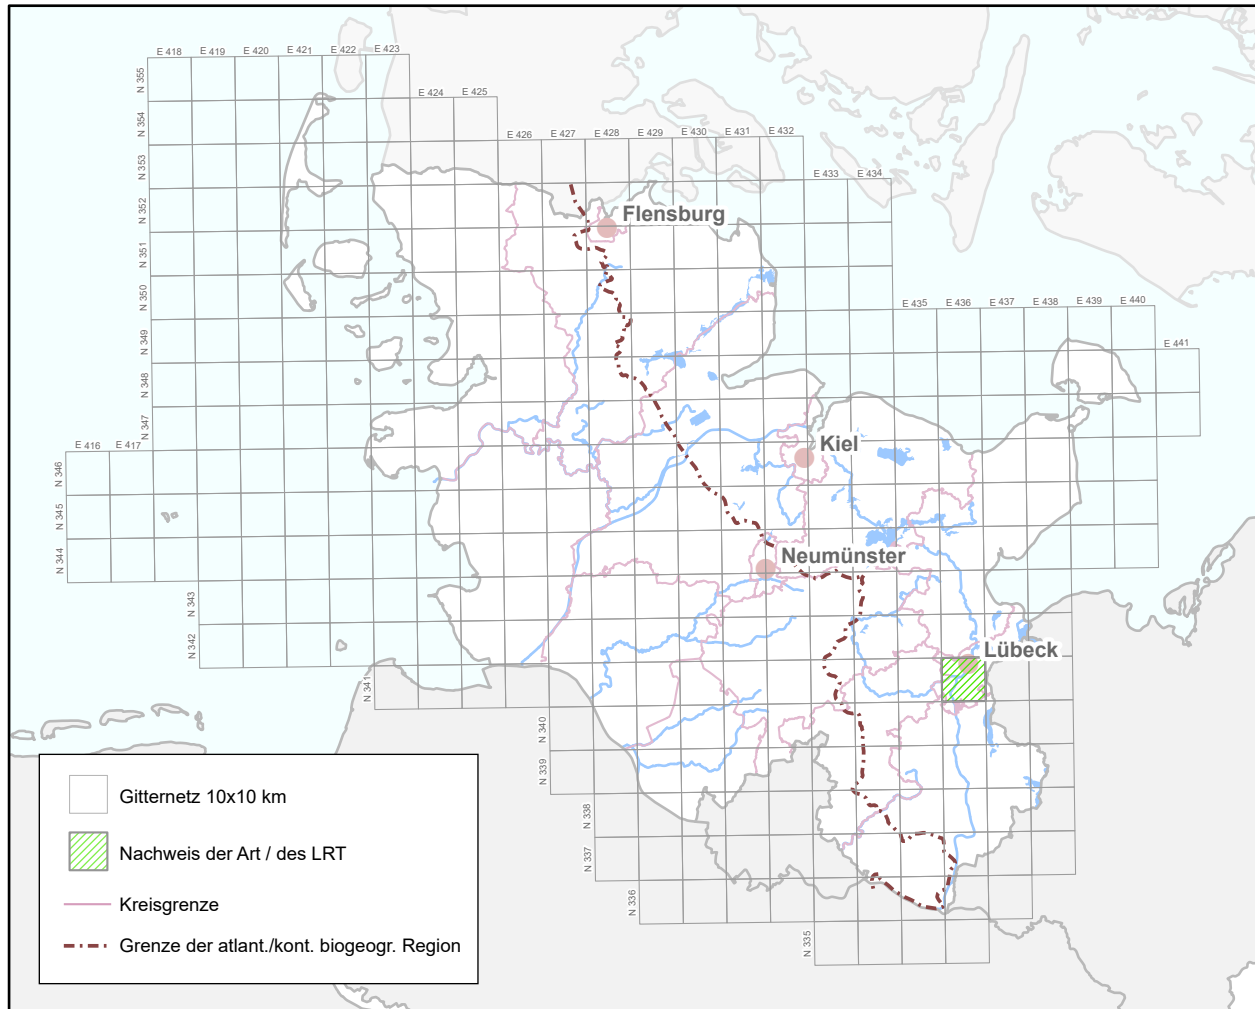 E 418
E 419
E 420
E 421
E 422
E 423
E 424
E 425
E 426
E 427
E 428
E 429
E 430
E 431
E 432
E 433
E 434
E 435
E 436
E 437
E 438
E 439
E 440
E 441
E 416
E 417
N 355
N 354
N 353
N 352
N 351
N 350
N 349
N 348
N 347
N 346
N 345
N 344
N 343
N 342
N 341
N 340
N 339
N 338
N 337
N 336
N 335
Flensburg
Kiel
Neumünster
Lübeck
Gitternetz 10x10 km
Nachweis der Art / des LRT
Kreisgrenze
Grenze der atlant./kont. biogeogr. Region